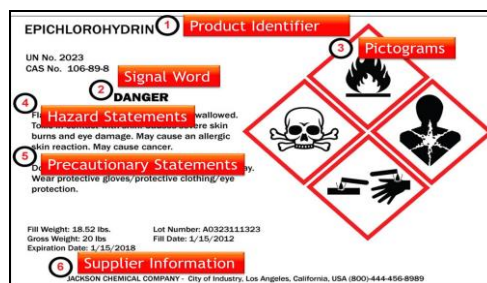 EPICHLOROHYDRIN
1 Product Identifier
UN No. 2023
CAS No. 106-89-8
3 Pictograms
Signal Word
2
DANGER
4 Hazard Statements
wallowed.
burns and eye damage. May cause an allergic
skin reaction. May cause cancer.
5 Precautionary Statements
Wear protective gloves/protective clothing/eye
protection.
Fill Weight: 18.52 lbs. Lot Number: A0323111323
Gross Weight: 20 lbs Fill Date: 1/15/2012
Expiration Date: 1/15/2018
6 Supplier Information
JACKSON CHEMICAL COMPANY - City of Industry, Los Angeles, California, USA (800)-444-456-8989